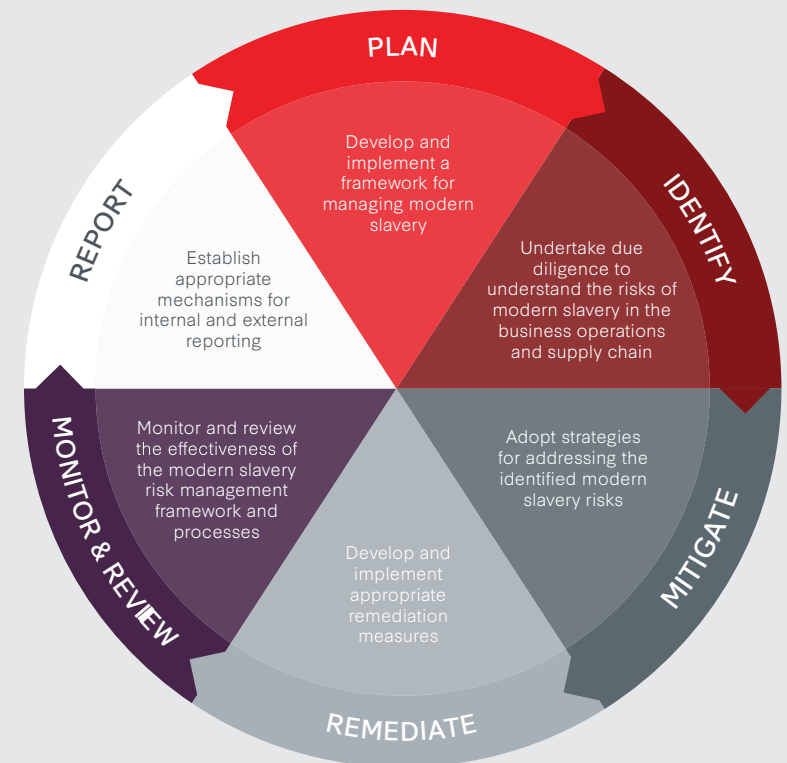 PLAN
Develop and
implement a
framework for
managing modern
slavery
IDENTIFY
Undertake due
diligence to
understand the risks of
modern slavery in the
business operations
and supply chain
MITIGATE
Adopt strategies
for addressing the
identified modern
slavery risks
REMEDIATE
Develop and
implement
appropriate
remediation
measures
MONITOR & REVIEW
Monitor and review
the effectiveness of
the modern slavery
risk management
framework and
processes
REPORT
Establish
appropriate
mechanisms for
internal and external
reporting